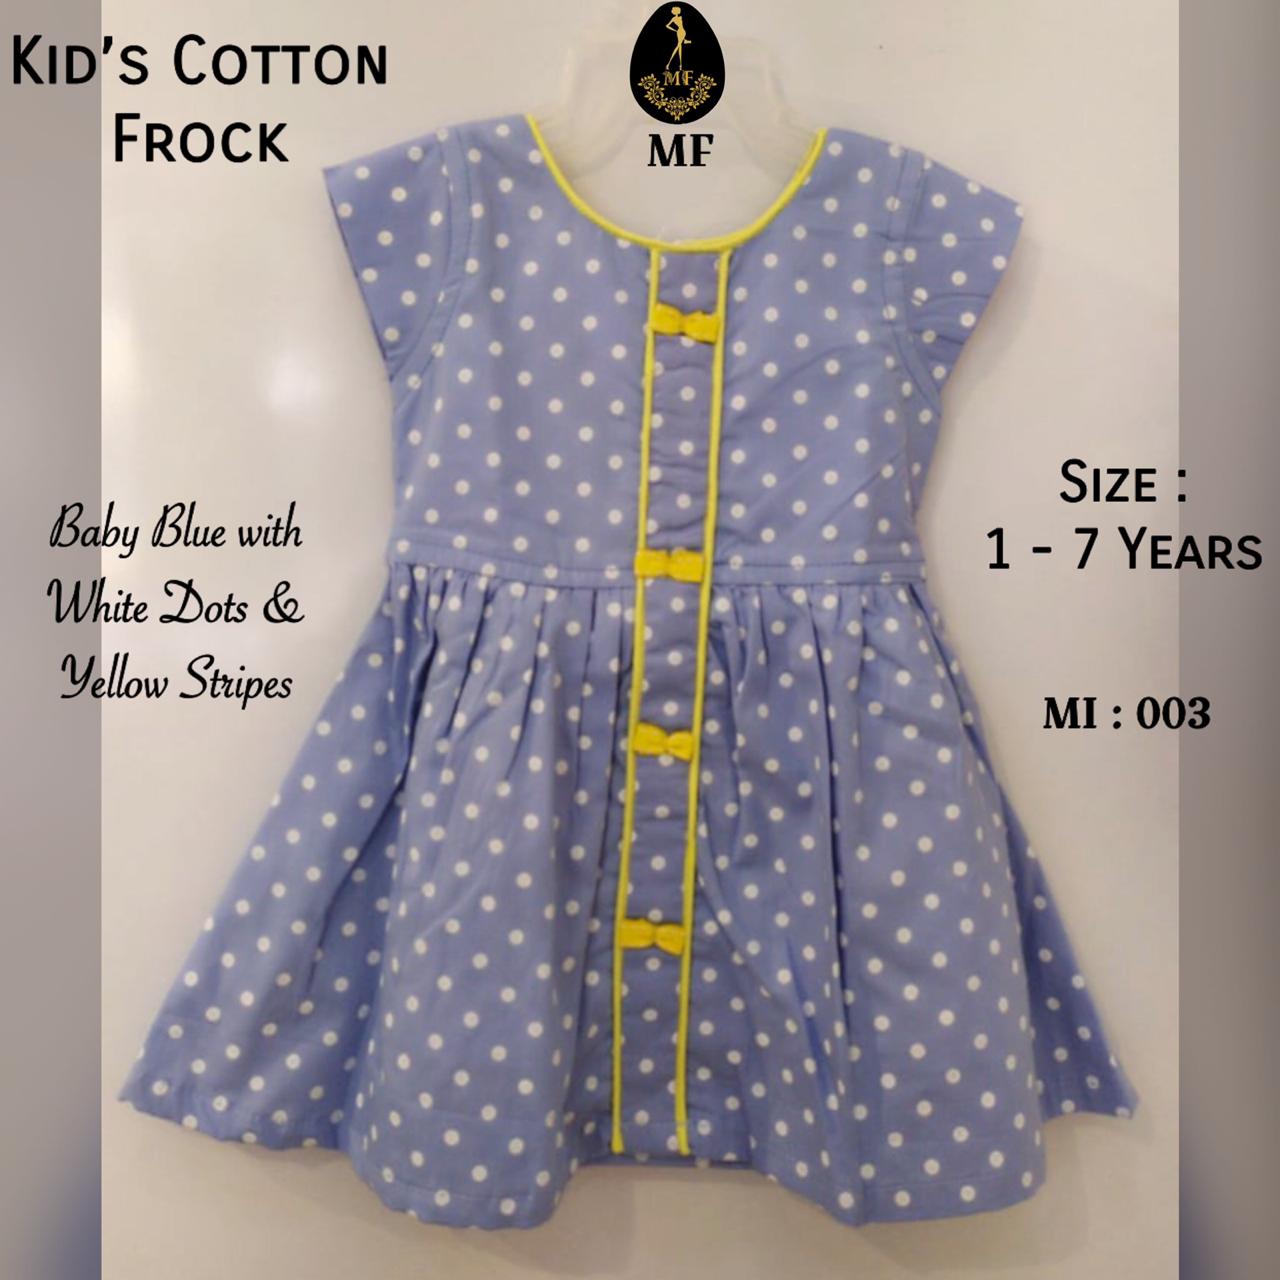 Kid's Cotton
Frock
MF
MF
Baby Blue with
White Dots &
Yellow Stripes
Size :
1 - 7 Years
MI : 003